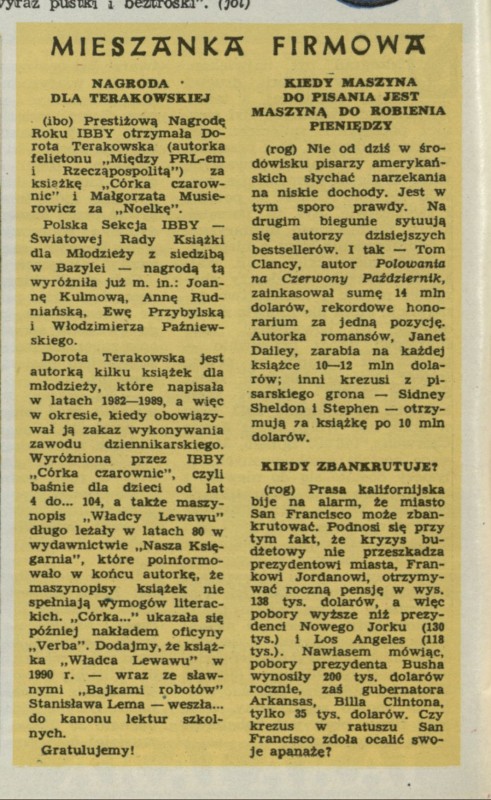 wyraz pustki i beztroski". (jol)
MIESZANKA FIRMOWA
NAGRODA
DLA TERAKOWSKIEJ
(ibo) Prestiżową Nagrodę
Roku IBBY otrzymała Do-
rota Terakowska (autorka
felietonu „Między PRL-em
i Rzecząpospolitą") za
książkę „Córka czarow-
nic" i Małgorzata Musie-
rowicz za „Noelkę".
Polska Sekcja IBBY —
Światowej Rady Książki
dla Młodzieży z siedzibą
w Bazylei — nagrodą tą
wyróżniła już m. in.: Joan-
nę Kulmową, Annę Rud-
niańską, Ewę Przybylską
i Włodzimierza Paźniew-
skiego.
Dorota Terakowska jest
autorką kilku książek dla
młodzieży, które napisała
w latach 1982—1989, a więc
w okresie, kiedy obowiązy-
wał ją zakaz wykonywania
zawodu dziennikarskiego.
Wyróżniona przez IBBY
„Córka czarownic", czyli
baśnie dla dzieci od lat
4 do... 104, a także maszy-
nopis „Władcy Lewawu"
długo leżały w latach 80 w
wydawnictwie „Nasza Księ-
garnia", które poinformo-
wało w końcu autorkę, że
maszynopisy książek nie
spełniają wymogów literac-
kich. „Córka..." ukazała się
później nakładem oficyny
„Verba". Dodajmy, że książ-
ka „Władca Lewawu" w
1990 r. — wraz ze sław-
nymi „Bajkami robotów"
Stanisława Lema — weszła...
do kanonu lektur szkol-
nych.
Gratulujemy!
KIEDY MASZYNA
DO PISANIA JEST
MASZYNĄ DO ROBIENIA
PIENIĘDZY
(rog) Nie od dziś w śro-
dowisku pisarzy amerykań-
skich słychać narzekania
na niskie dochody. Jest w
tym sporo prawdy. Na
drugim biegunie sytuują
się autorzy dzisiejszych
bestsellerów. I tak — Tom
Clancy, autor Polowania
na Czerwony Październik,
zainkasował sumę 14 mln
dolarów, rekordowe hono-
rarium za jedną pozycję.
Autorka romansów, Janet
Dailey, zarabia na każdej
książce 10—12 mln dola-
rów; inni krezusi z pi-
sarskiego grona — Sidney
Sheldon i Stephen — otrzy-
mują za książkę po 10 mln
dolarów.
KIEDY ZBANKRUTUJE?
(rog) Prasa kalifornijska
bije na alarm, że miasto
San Francisco może zban-
krutować. Podnosi się przy
tym fakt, że kryzys bu-
dżetowy nie przeszkadza
prezydentowi miasta, Fran-
kowi Jordanowi, otrzymy-
wać roczną pensję w wys.
138 tys. dolarów, a więc
pobory wyższe niż prezy-
denci Nowego Jorku (130
tys.) i Los Angeles (118
tys.). Nawiasem mówiąc,
pobory prezydenta Busha
wynosiły 200 tys. dolarów
rocznie, zaś gubernatora
Arkansas, Billa Clintona,
tylko 35 tys. dolarów. Czy
krezus w ratuszu San
Francisco zdoła ocalić swo-
je apanaże?